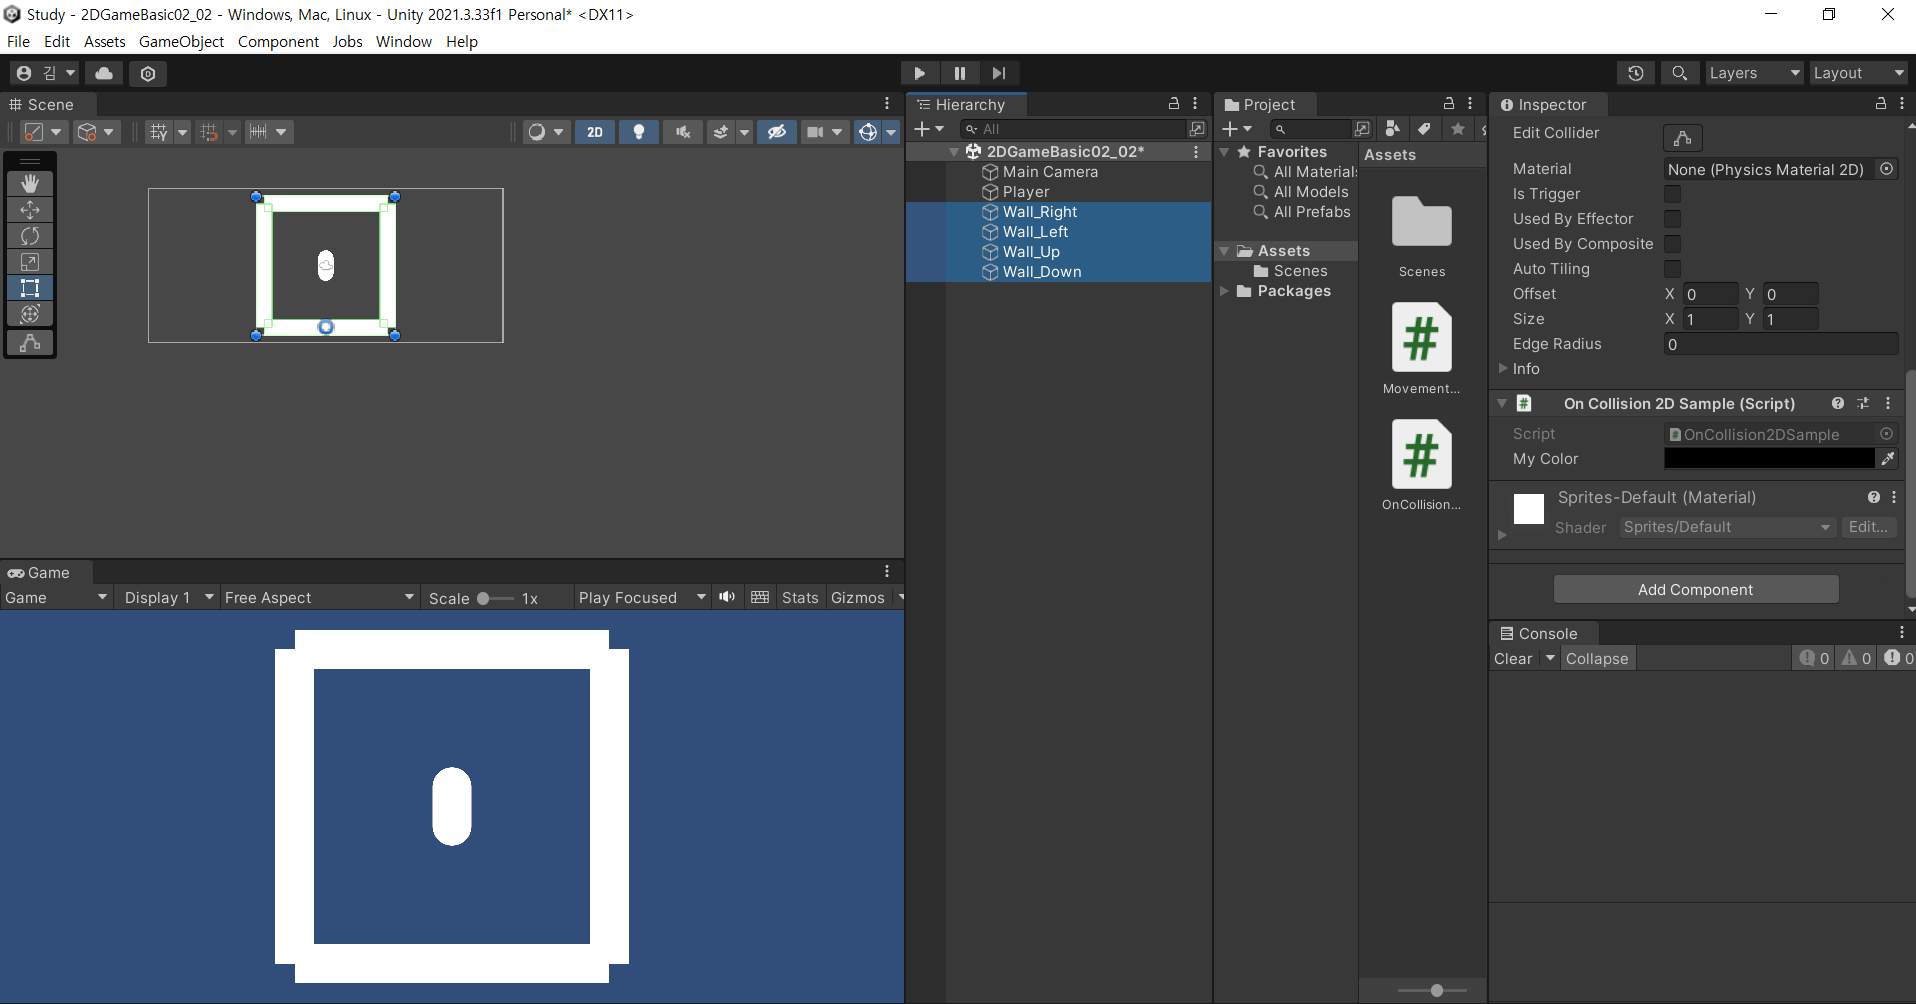 Study - 2DGameBasic02_02 - Windows, Mac, Linux - Unity 2021.3.33f1 Personal* <DX11>
File Edit Assets GameObject Component Jobs Window Help
김
Layers Layout
Scene
2D
Game
Game Display 1 Free Aspect Scale 1x Play Focused Stats Gizmos
Hierarchy
All
2DGameBasic02_02*
Main Camera
Player
Wall_Right
Wall_Left
Wall_Up
Wall_Down
Project
Favorites
All Materials
All Models
All Prefabs
Assets
Scenes
Packages
Assets
Scenes
Movement...
OnCollision...
Inspector
Edit Collider
Material None (Physics Material 2D)
Is Trigger
Used By Effector
Used By Composite
Auto Tiling
Offset X 0 Y 0
Size X 1 Y 1
Edge Radius 0
Info
# On Collision 2D Sample (Script)
Script OnCollision2DSample
My Color
Sprites-Default (Material)
Shader Sprites/Default Edit...
Add Component
Console
Clear Collapse 0 0 0